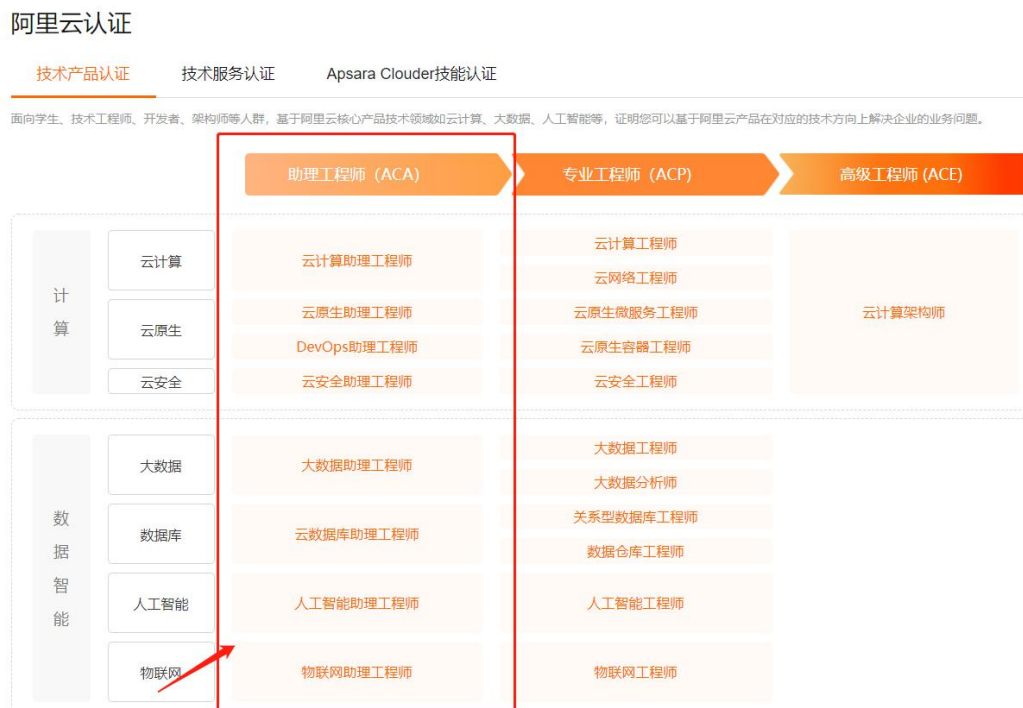 阿里云认证
技术产品认证 技术服务认证 Apsara Clouder技能认证
面向学生、技术工程师、开发者、架构师等人群，基于阿里云核心产品技术领域如云计算、大数据、人工智能等，证明您可以基于阿里云产品在对应的技术方向上解决企业的业务问题。
助理工程师（ACA） 专业工程师（ACP） 高级工程师 (ACE)
计算
云计算
云计算助理工程师
云计算工程师
云网络工程师
云计算架构师
云原生
云原生助理工程师
云原生微服务工程师
DevOps助理工程师
云原生容器工程师
云安全
云安全助理工程师
云安全工程师
数据智能
大数据
大数据助理工程师
大数据工程师
大数据分析师
数据库
云数据库助理工程师
关系型数据库工程师
数据仓库工程师
人工智能
人工智能助理工程师
人工智能工程师
物联网
物联网助理工程师
物联网工程师